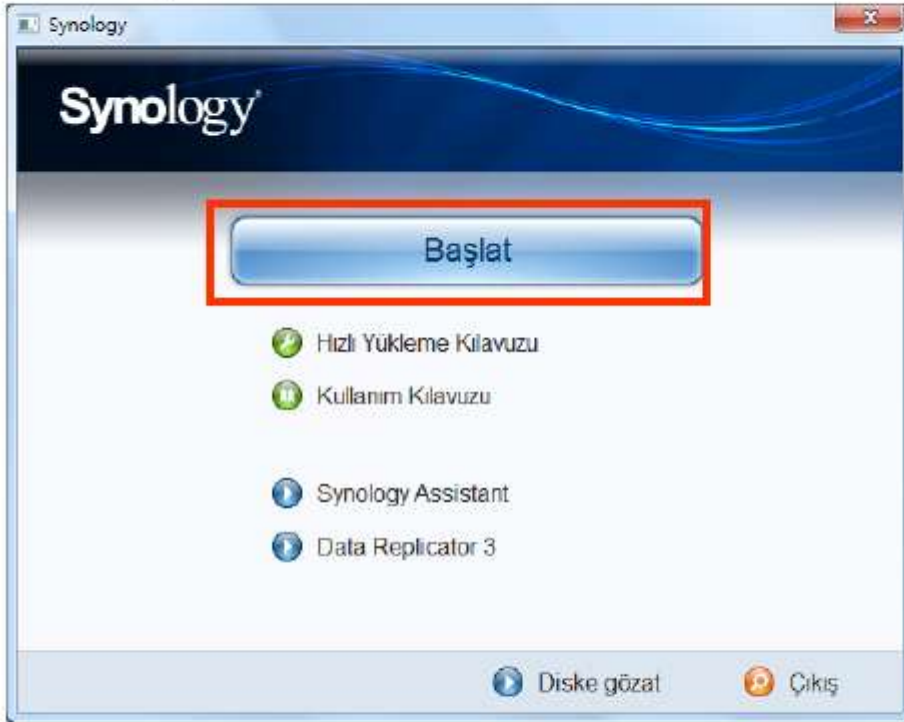 Synology
Synology
Başlat
Hızlı Yükleme Kılavuzu
Kullanım Kılavuzu
Synology Assistant
Data Replicator 3
Diske gözat
Çıkış